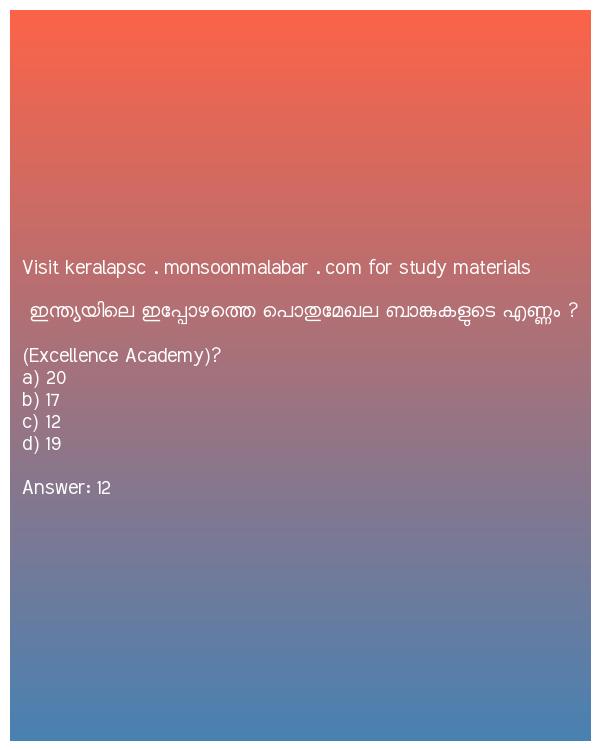 Visit keralapsc . monsoonmalabar . com for study materials
ഇന്ത്യയിലെ ഇപ്പോഴത്തെ പൊതുമേഖല ബാങ്കുകളുടെ എണ്ണം ?
(Excellence Academy)?
a) 20
b) 17
c) 12
d) 19
Answer: 12